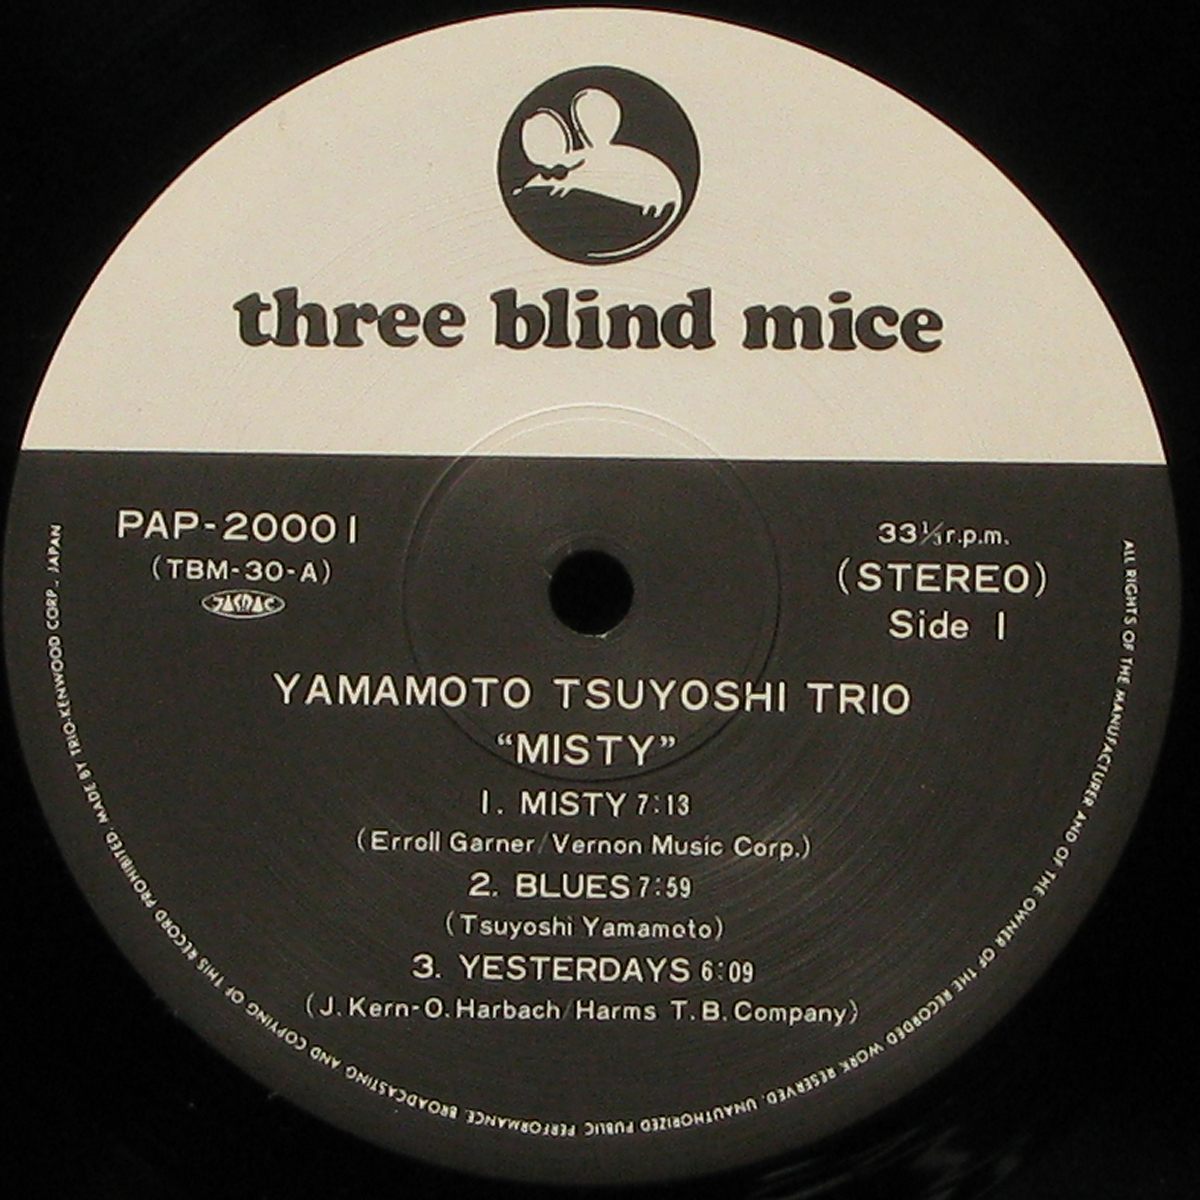 three blind mice
PAP-20001
(TBM-30-A)
JASRAC
33⅓r.p.m.
(STEREO)
Side 1
YAMAMOTO TSUYOSHI TRIO
“MISTY”
1. MISTY 7:13
(Erroll Garner/Vernon Music Corp.)
2. BLUES 7:59
(Tsuyoshi Yamamoto)
3. YESTERDAYS 6:09
(J. Kern-O. Harbach/Harms T.B. Company)
ALL RIGHTS OF THE MANUFACTURER AND OF THE OWNER OF THE RECORDED WORK RESERVED. UNAUTHORIZED PUBLIC PERFORMANCE, BROADCASTING AND COPYING OF THIS RECORD PROHIBITED. MADE BY TRIO-KENWOOD CORP., JAPAN